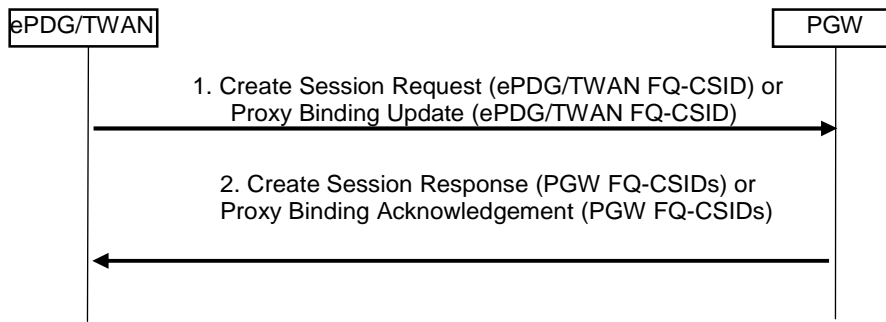 ePDG/TWAN
PGW
1. Create Session Request (ePDG/TWAN FQ-CSID) or
Proxy Binding Update (ePDG/TWAN FQ-CSID)
2. Create Session Response (PGW FQ-CSIDs) or
Proxy Binding Acknowledgement (PGW FQ-CSIDs)